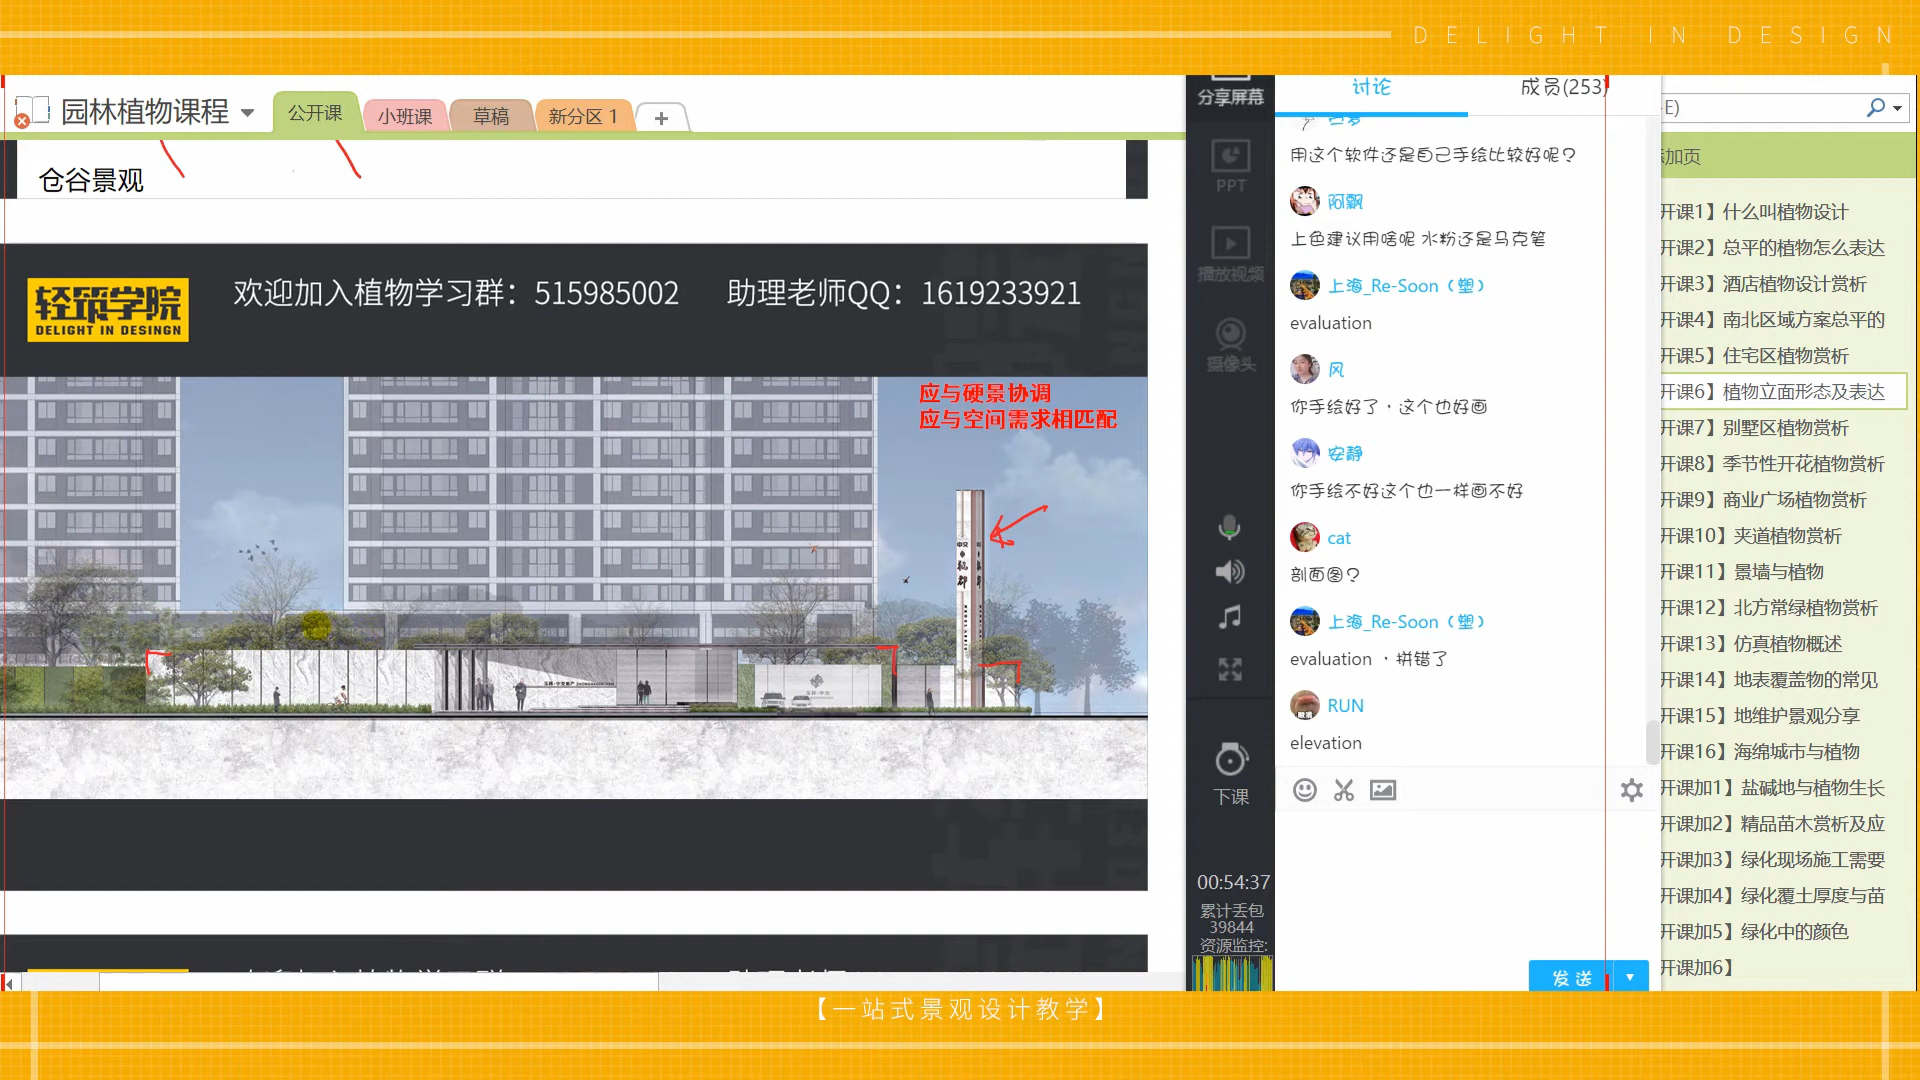 DELIGHT IN DESIGN
园林植物课程
公开课
小班课
草稿
新分区 1
仓谷景观
轻筑学院
DELIGHT IN DESINGN
欢迎加入植物学习群：515985002
助理老师QQ：1619233921
应与硬景协调
应与空间需求相匹配
分享屏幕
PPT
播放视频
摄像头
下课
00:54:37
累计丢包
39844
资源监控:
讨论
成员(253)
用这个软件还是自己手绘比较好呢？
阿飘
上色建议用啥呢 水粉还是马克笔
上海_Re-Soon（塑）
evaluation
风
你手绘好了，这个也好画
安静
你手绘不好这个也一样画不好
cat
剖面图？
上海_Re-Soon（塑）
evaluation ，拼错了
RUN
elevation
发送
E)
加页
开课1】什么叫植物设计
开课2】总平的植物怎么表达
开课3】酒店植物设计赏析
开课4】南北区域方案总平的
开课5】住宅区植物赏析
开课6】植物立面形态及表达
开课7】别墅区植物赏析
开课8】季节性开花植物赏析
开课9】商业广场植物赏析
开课10】夹道植物赏析
开课11】景墙与植物
开课12】北方常绿植物赏析
开课13】仿真植物概述
开课14】地表覆盖物的常见
开课15】地维护景观分享
开课16】海绵城市与植物
开课加1】盐碱地与植物生长
开课加2】精品苗木赏析及应
开课加3】绿化现场施工需要
开课加4】绿化覆土厚度与苗
开课加5】绿化中的颜色
开课加6】
【一站式景观设计教学】